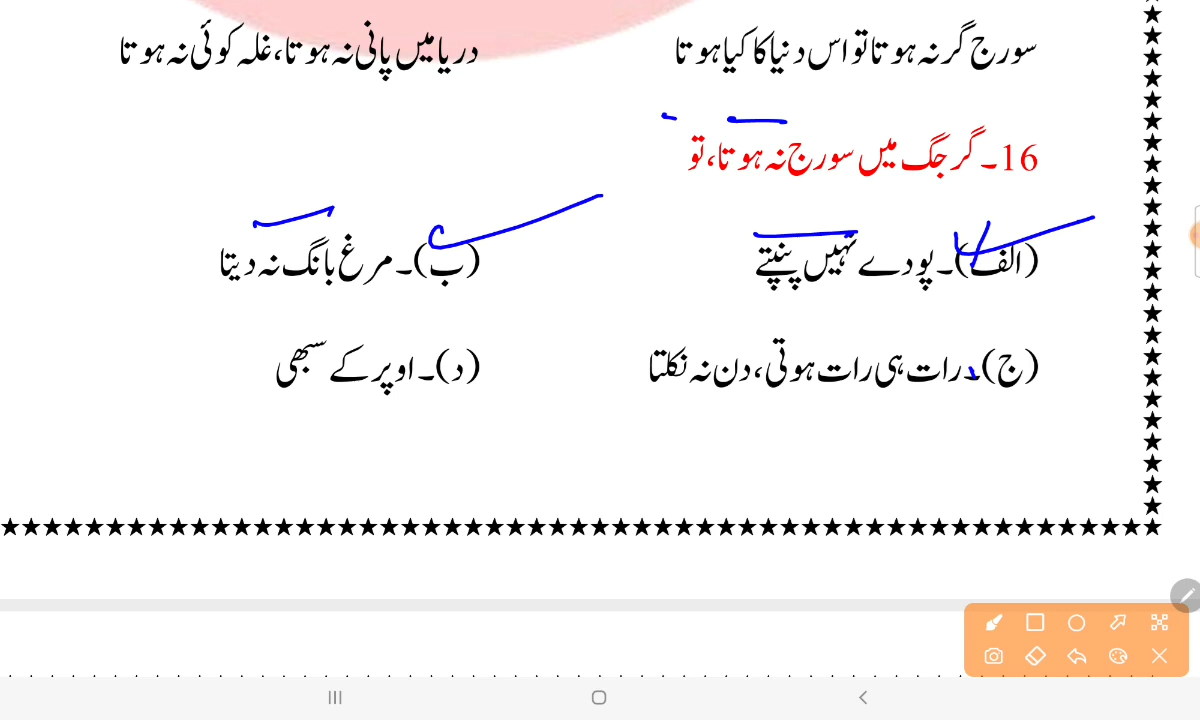 سورج گر نہ ہوتا تو اس دنیا کا کیا ہوتا دریا میں پانی نہ ہوتا، غلہ کوئی نہ ہوتا
16۔ گر جگ میں سورج نہ ہوتا، تو
(الف)۔ پودے نہیں پنپتے (ب)۔ مرغ بانگ نہ دیتا
(ج)۔ رات ہی رات ہوتی، دن نہ نکلتا (د)۔ اوپر کے سبھی